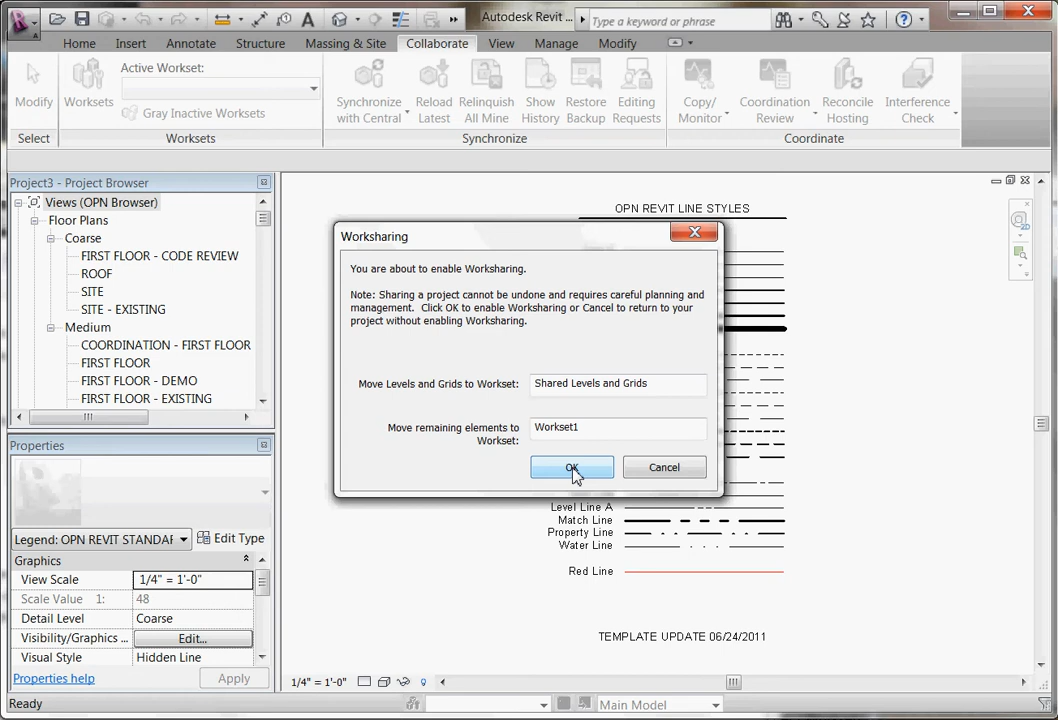 Autodesk Revit ...
Type a keyword or phrase
Home Insert Annotate Structure Massing & Site Collaborate View Manage Modify
Modify
Worksets
Active Workset:
Gray Inactive Worksets
Synchronize
with Central
Reload
Latest
Relinquish
All Mine
Show
History
Restore
Backup
Editing
Requests
Copy/
Monitor
Coordination
Review
Reconcile
Hosting
Interference
Check
Select Worksets Synchronize Coordinate
Project3 - Project Browser
Views (OPN Browser)
Floor Plans
Coarse
FIRST FLOOR - CODE REVIEW
ROOF
SITE
SITE - EXISTING
Medium
COORDINATION - FIRST FLOOR
FIRST FLOOR
FIRST FLOOR - DEMO
FIRST FLOOR - EXISTING
Properties
Legend: OPN REVIT STANDAF
Edit Type
Graphics
View Scale 1/4" = 1'-0"
Scale Value 1: 48
Detail Level Coarse
Visibility/Graphics ... Edit...
Visual Style Hidden Line
Properties help Apply
OPN REVIT LINE STYLES
Worksharing
You are about to enable Worksharing.
Note: Sharing a project cannot be undone and requires careful planning and
management. Click OK to enable Worksharing or Cancel to return to your
project without enabling Worksharing.
Move Levels and Grids to Workset: Shared Levels and Grids
Move remaining elements to
Workset:
Workset1
OK Cancel
Level Line A
Match Line
Property Line
Water Line
Red Line
TEMPLATE UPDATE 06/24/2011
1/4" = 1'-0"
Ready
Main Model